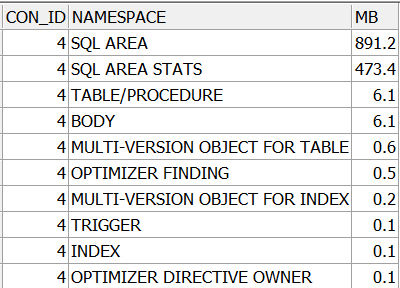 CON_ID NAMESPACE MB
4 SQL AREA 891.2
4 SQL AREA STATS 473.4
4 TABLE/PROCEDURE 6.1
4 BODY 6.1
4 MULTI-VERSION OBJECT FOR TABLE 0.6
4 OPTIMIZER FINDING 0.5
4 MULTI-VERSION OBJECT FOR INDEX 0.2
4 TRIGGER 0.1
4 INDEX 0.1
4 OPTIMIZER DIRECTIVE OWNER 0.1